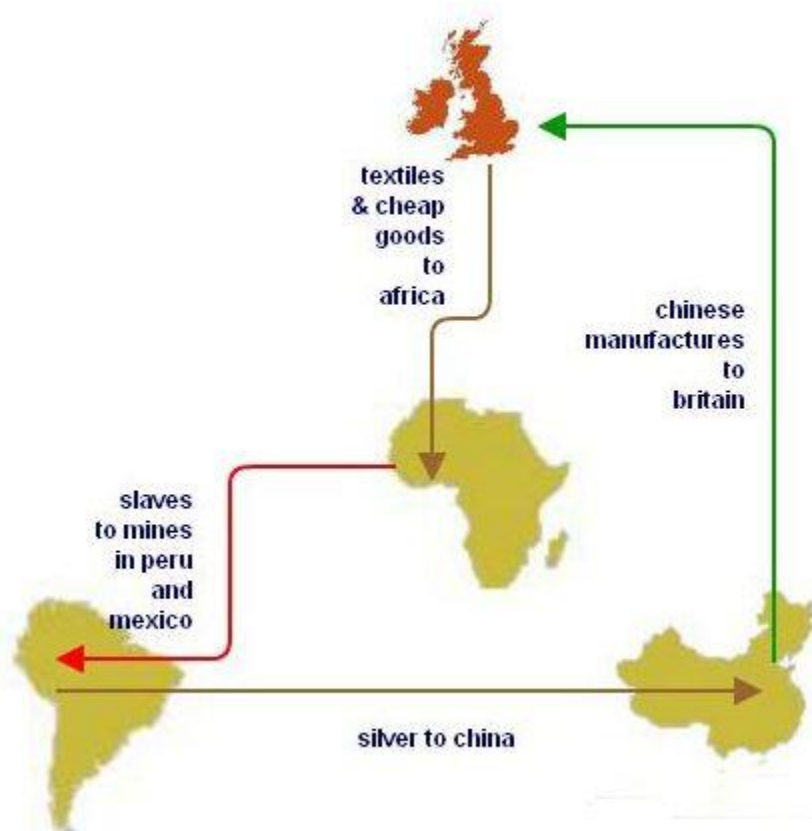 textiles
& cheap
goods
to
africa
chinese
manufactures
to
britain
slaves
to mines
in peru
and
mexico
silver to china